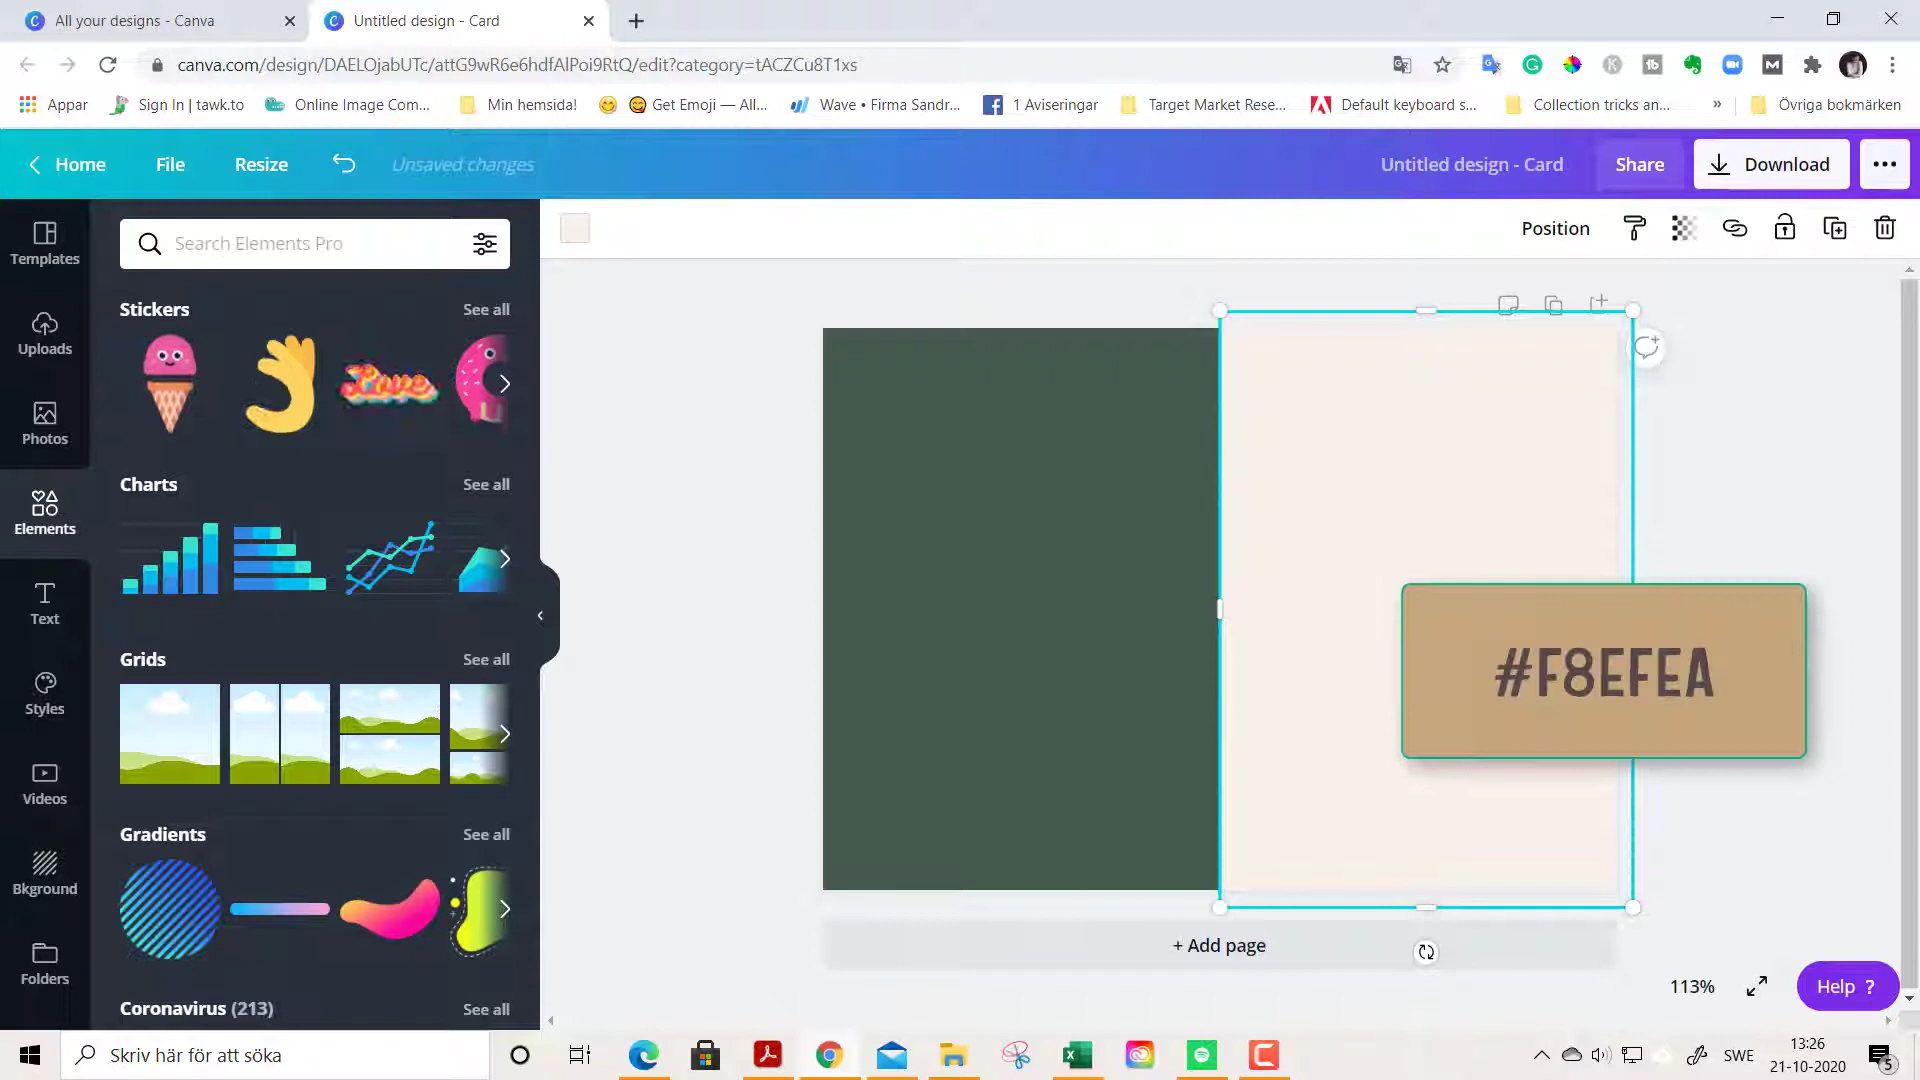 All your designs - Canva
Untitled design - Card
canva.com/design/DAELOjabUTc/attG9wR6e6hdfAlPoi9RtQ/edit?category=tACZCu8T1xs
Appar
Sign In | tawk.to
Online Image Com...
Min hemsida!
Get Emoji — All...
Wave • Firma Sandr...
1 Aviseringar
Target Market Rese...
Default keyboard s...
Collection tricks an...
»
Övriga bokmärken
Home
File
Resize
Unsaved changes
Untitled design - Card
Share
Download
Templates
Uploads
Photos
Elements
Text
Styles
Videos
Bkground
Folders
Search Elements Pro
Stickers
See all
Love
Charts
See all
Grids
See all
Gradients
See all
Coronavirus (213)
See all
Position
#F8EFEA
+ Add page
113%
Help ?
Skriv här för att söka
SWE
13:26
21-10-2020
5